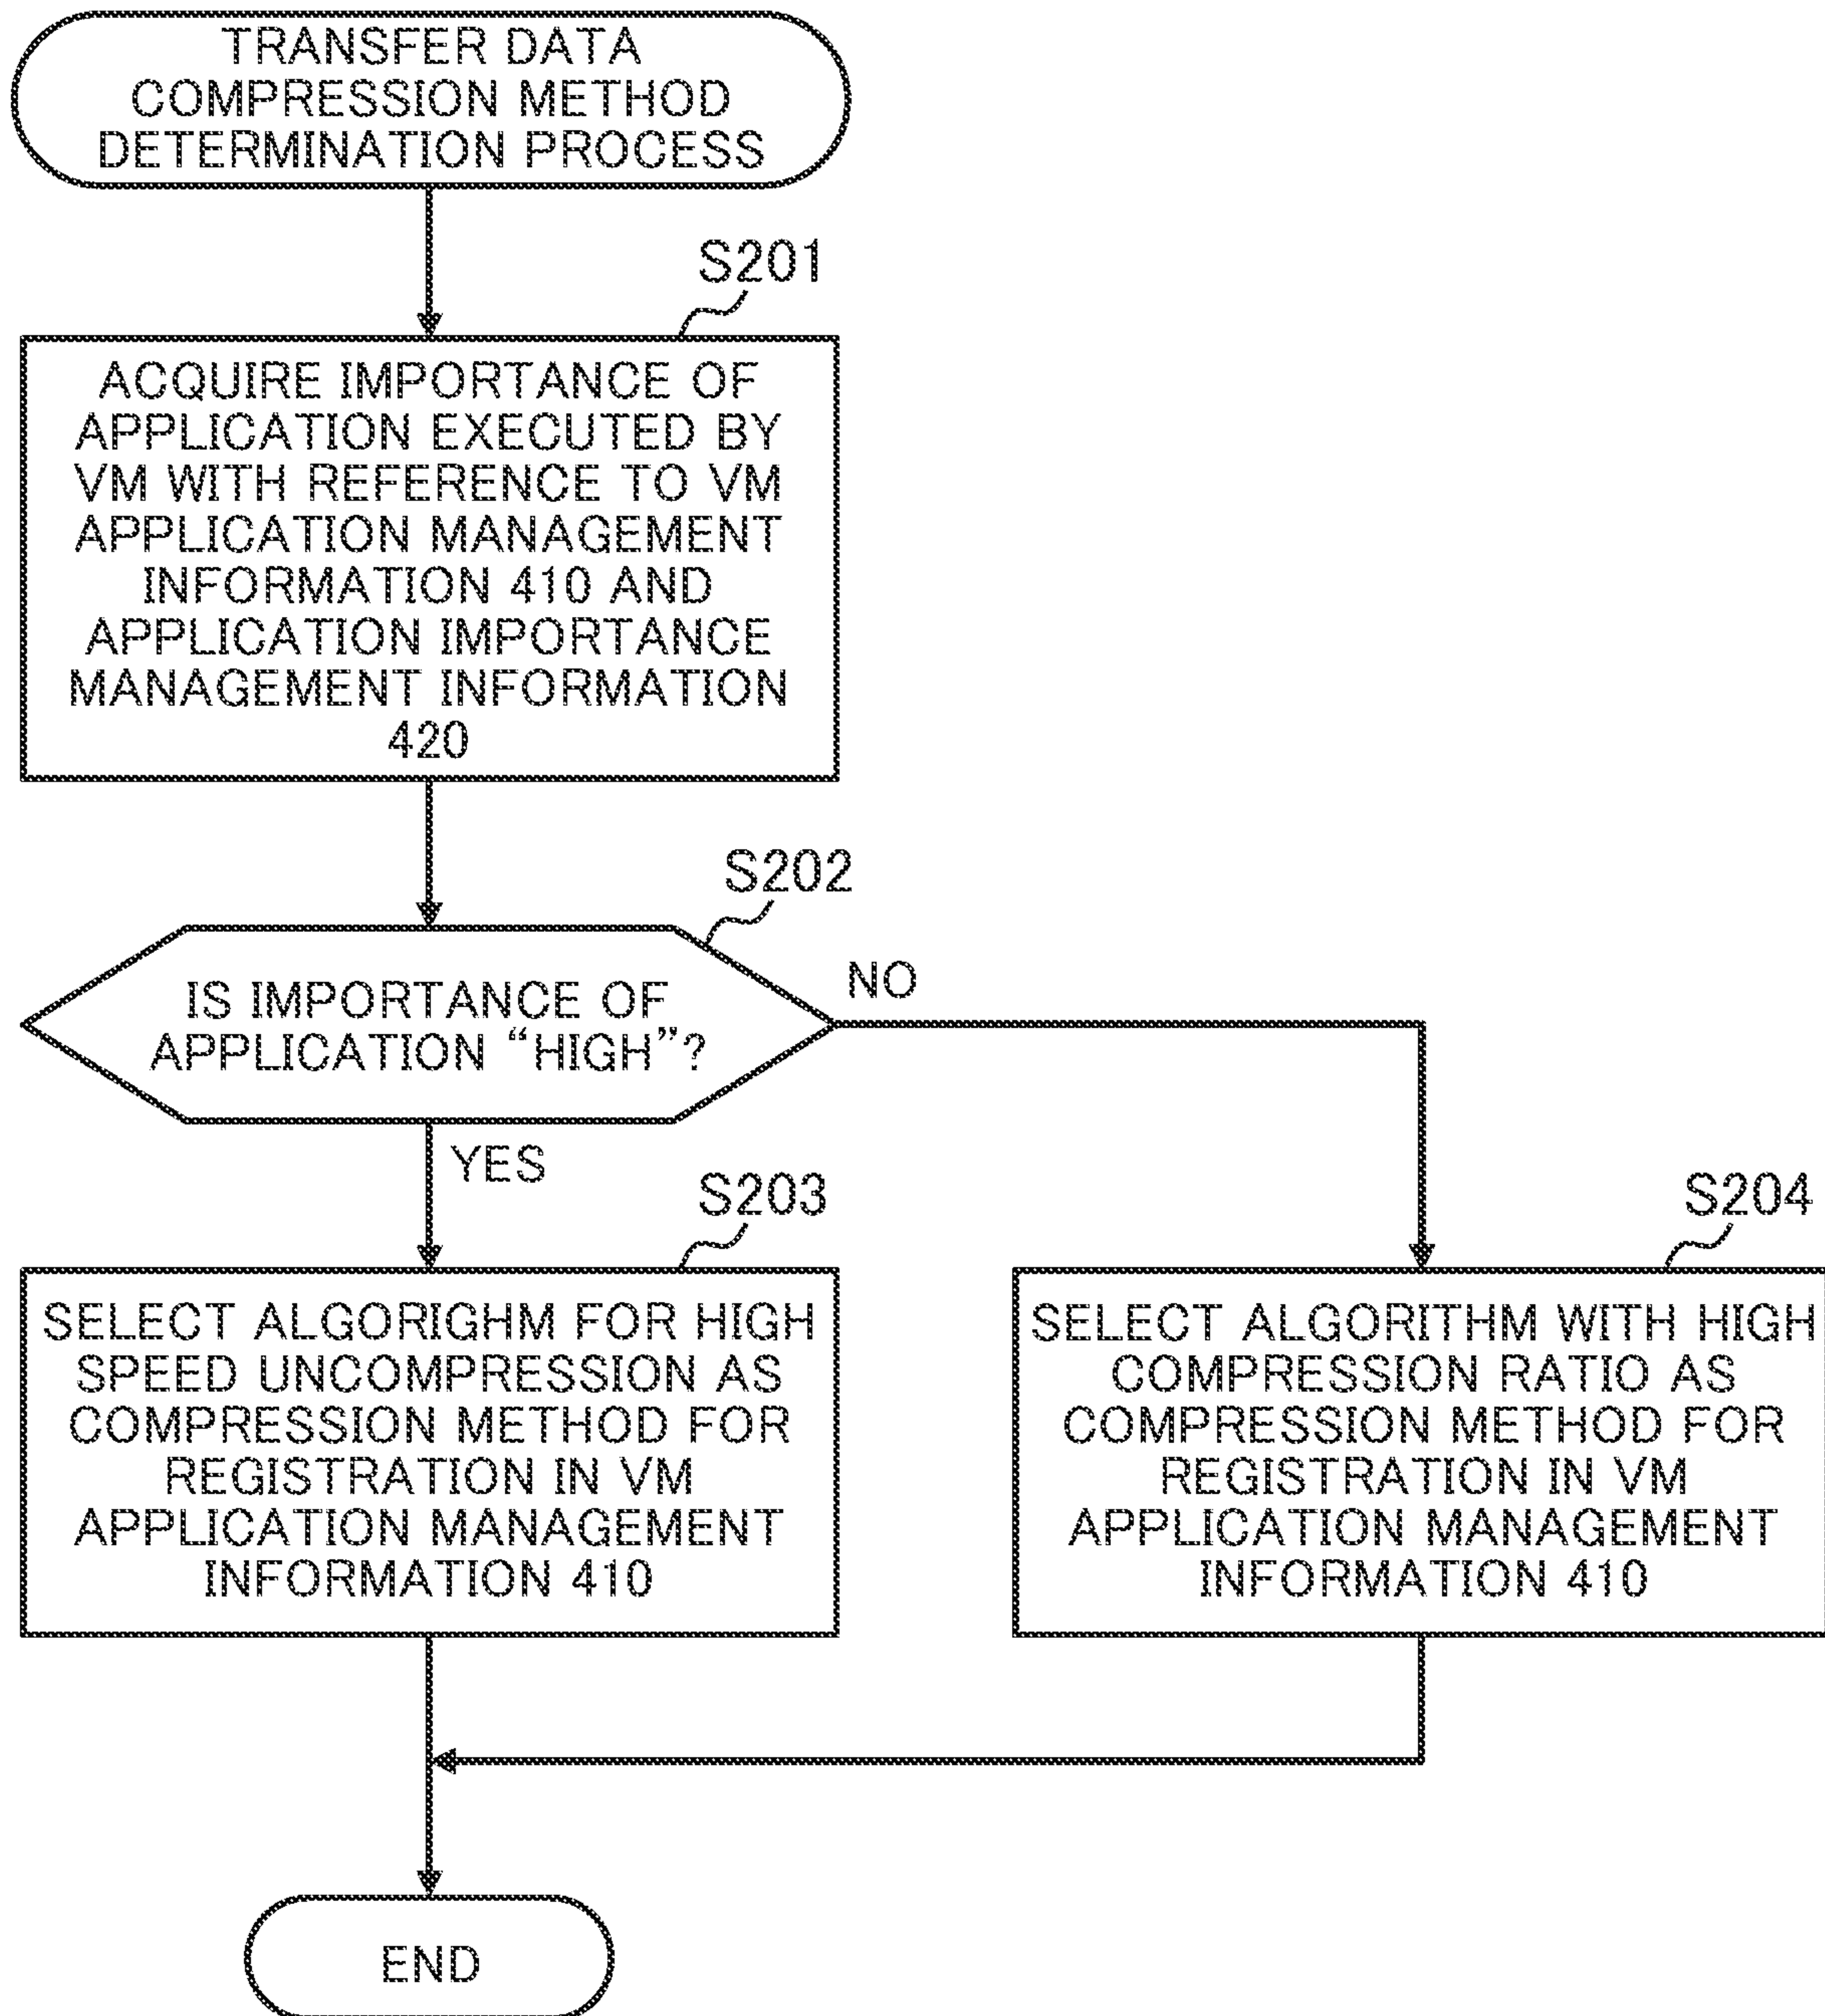 TRANSFER DATA
COMPRESSION METHOD
DETERMINATION PROCESS
S201
ACQUIRE IMPORTANCE OF
APPLICATION EXECUTED BY
VM WITH REFERENCE TO VM
APPLICATION MANAGEMENT
INFORMATION 410 AND
APPLICATION IMPORTANCE
MANAGEMENT INFORMATION
420
S202
IS IMPORTANCE OF
APPLICATION “HIGH”?
NO
YES
S203
SELECT ALGORIGHM FOR HIGH
SPEED UNCOMPRESSION AS
COMPRESSION METHOD FOR
REGISTRATION IN VM
APPLICATION MANAGEMENT
INFORMATION 410
S204
SELECT ALGORITHM WITH HIGH
COMPRESSION RATIO AS
COMPRESSION METHOD FOR
REGISTRATION IN VM
APPLICATION MANAGEMENT
INFORMATION 410
END